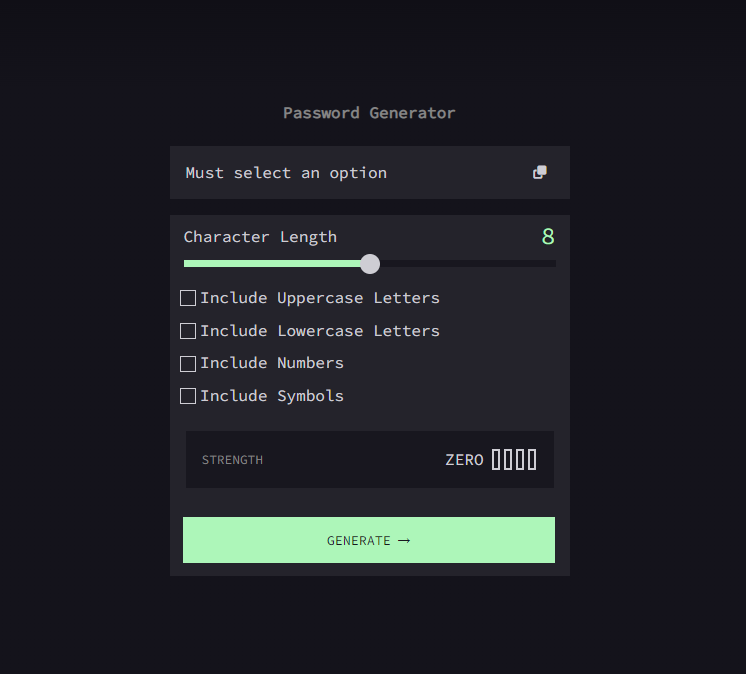 Password Generator
Must select an option
Character Length 8
Include Uppercase Letters
Include Lowercase Letters
Include Numbers
Include Symbols
STRENGTH ZERO
GENERATE →